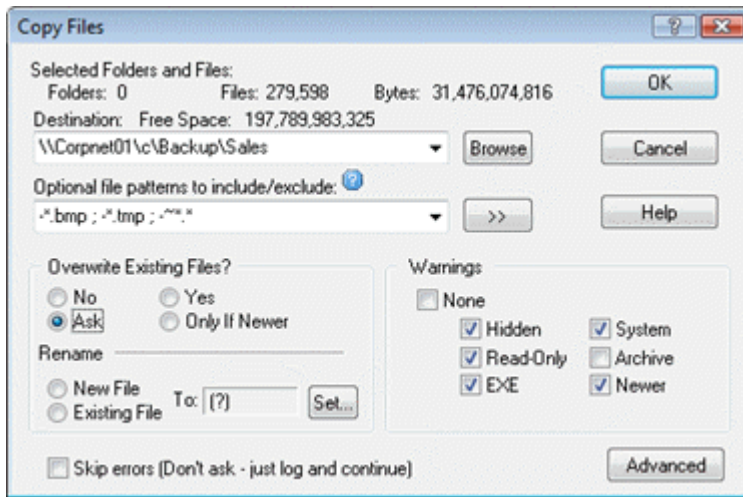 Copy Files
Selected Folders and Files:
Folders: 0 Files: 279,598 Bytes: 31,476,074,816
OK
Destination: Free Space: 197,789,983,325
\\Corpnet01\c\Backup\Sales
Browse
Cancel
Optional file patterns to include/exclude:
-*.bmp ; -*.tmp ; -~*.*
>>
Help
Overwrite Existing Files?
No Yes
Ask Only If Newer
Rename
New File
Existing File
To: (?)
Set...
Warnings
None
Hidden System
Read-Only Archive
EXE Newer
Skip errors (Don't ask - just log and continue)
Advanced